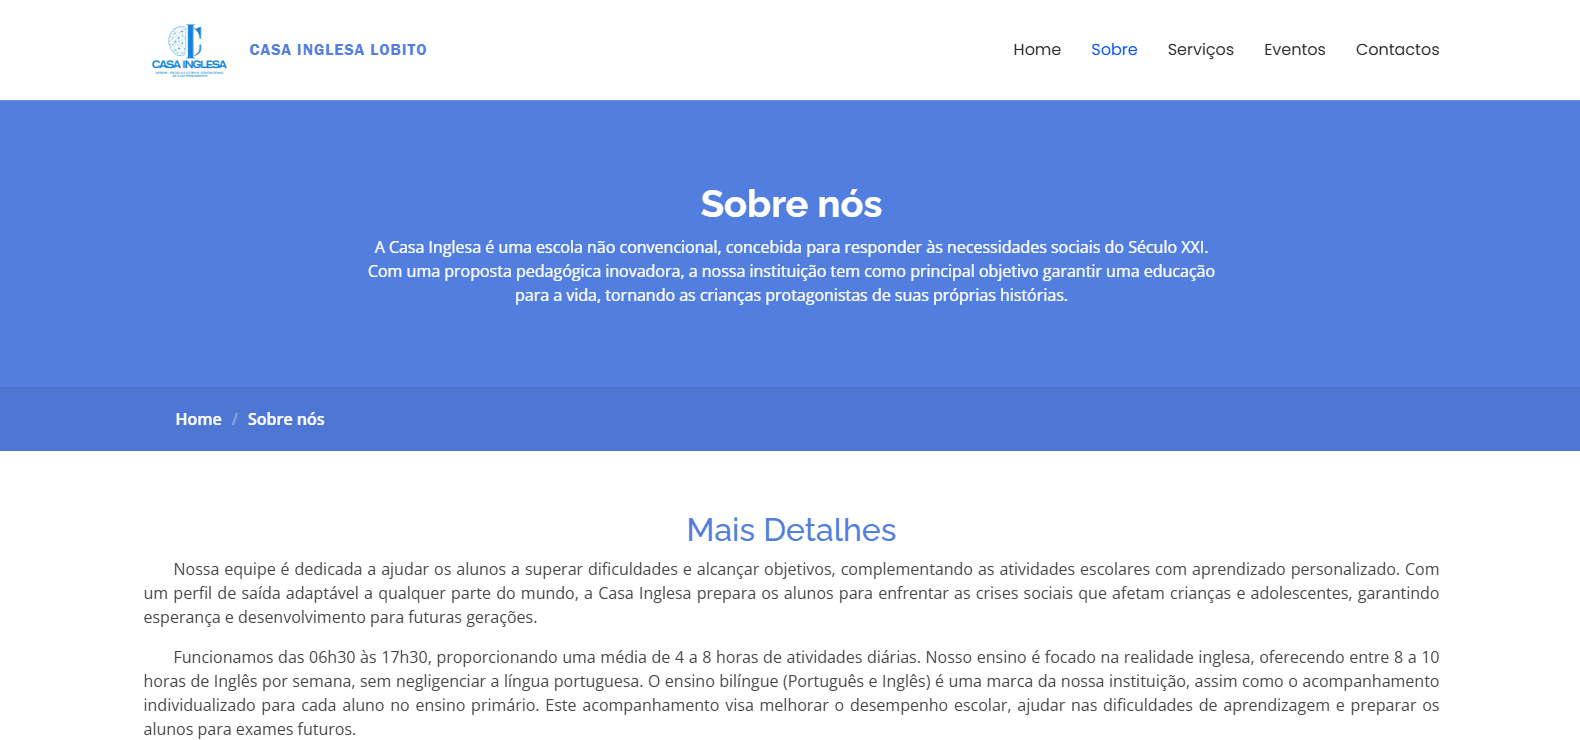 CASA INGLESA
CASA INGLESA LOBITO
Home Sobre Serviços Eventos Contactos
Sobre nós
A Casa Inglesa é uma escola não convencional, concebida para responder às necessidades sociais do Século XXI.
Com uma proposta pedagógica inovadora, a nossa instituição tem como principal objetivo garantir uma educação
para a vida, tornando as crianças protagonistas de suas próprias histórias.
Home / Sobre nós
Mais Detalhes
Nossa equipe é dedicada a ajudar os alunos a superar dificuldades e alcançar objetivos, complementando as atividades escolares com aprendizado personalizado. Com
um perfil de saída adaptável a qualquer parte do mundo, a Casa Inglesa prepara os alunos para enfrentar as crises sociais que afetam crianças e adolescentes, garantindo
esperança e desenvolvimento para futuras gerações.
Funcionamos das 06h30 às 17h30, proporcionando uma média de 4 a 8 horas de atividades diárias. Nosso ensino é focado na realidade inglesa, oferecendo entre 8 a 10
horas de Inglês por semana, sem negligenciar a língua portuguesa. O ensino bilíngue (Português e Inglês) é uma marca da nossa instituição, assim como o acompanhamento
individualizado para cada aluno no ensino primário. Este acompanhamento visa melhorar o desempenho escolar, ajudar nas dificuldades de aprendizagem e preparar os
alunos para exames futuros.